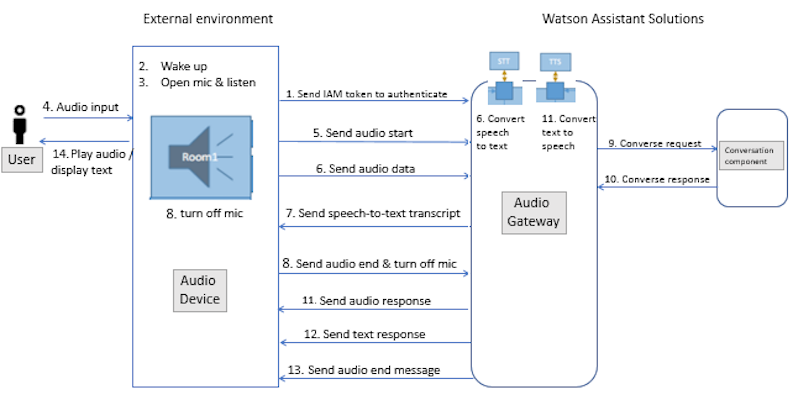 External environment
Watson Assistant Solutions
2. Wake up
3. Open mic & listen
STT
TTS
1. Send IAM token to authenticate
4. Audio input
6. Convert
speech
to text
11. Convert
text to
speech
5. Send audio start
9. Converse request
User
14. Play audio /
display text
Room1
Conversation
component
6. Send audio data
10. Converse response
8. turn off mic
7. Send speech-to-text transcript
Audio
Gateway
8. Send audio end & turn off mic
Audio
Device
11. Send audio response
12. Send text response
13. Send audio end message